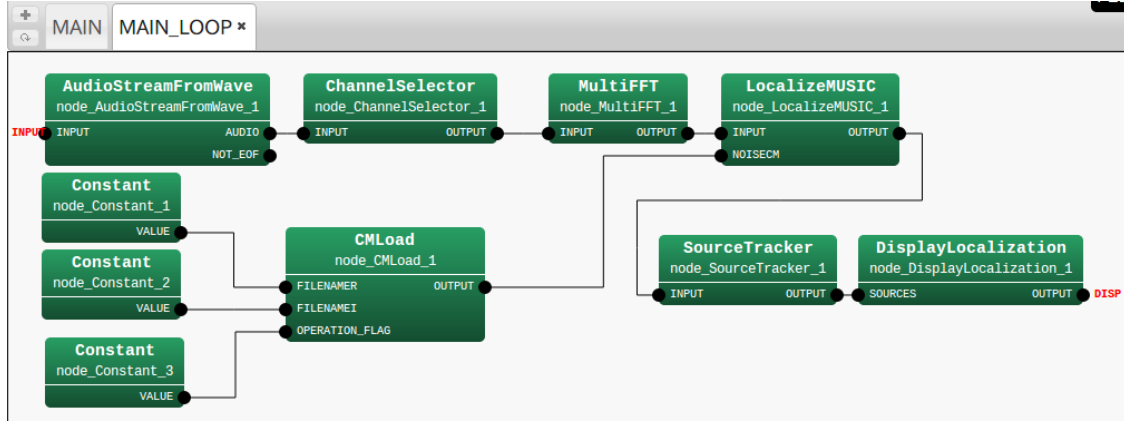 MAIN
MAIN_LOOP ×
AudioStreamFromWave
node_AudioStreamFromWave_1
INPUT
INPUT
AUDIO
NOT_EOF
ChannelSelector
node_ChannelSelector_1
INPUT
OUTPUT
MultiFFT
node_MultiFFT_1
INPUT
OUTPUT
LocalizeMUSIC
node_LocalizeMUSIC_1
INPUT
OUTPUT
NOISECM
Constant
node_Constant_1
VALUE
Constant
node_Constant_2
VALUE
Constant
node_Constant_3
VALUE
CMLoad
node_CMLoad_1
FILENAMER
OUTPUT
FILENAMEI
OPERATION_FLAG
SourceTracker
node_SourceTracker_1
INPUT
OUTPUT
DisplayLocalization
node_DisplayLocalization_1
SOURCES
OUTPUT
DISP